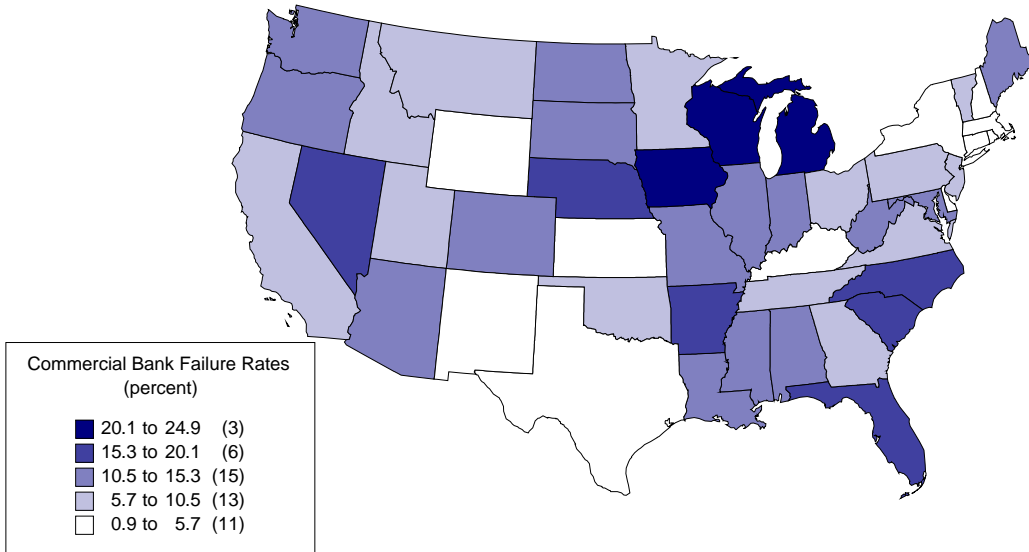 Commercial Bank Failure Rates
(percent)
20.1 to 24.9 (3)
15.3 to 20.1 (6)
10.5 to 15.3 (15)
5.7 to 10.5 (13)
0.9 to 5.7 (11)